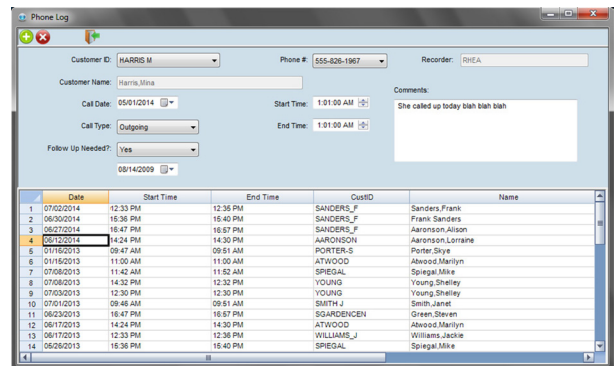 Phone Log
Customer ID: HARRIS M Phone #: 555-826-1967 Recorder: RHEA
Customer Name: Harris,Mina
Comments:
Call Date: 05/01/2014 Start Time: 1:01:00 AM She called up today blah blah blah
Call Type: Outgoing End Time: 1:01:00 AM
Follow Up Needed?: Yes
08/14/2009
Date Start Time End Time CustID Name
1 07/02/2014 12:33 PM 12:35 PM SANDERS_F Sanders,Frank
2 06/30/2014 15:36 PM 15:40 PM SANDERS_F Frank Sanders
3 06/27/2014 16:47 PM 16:57 PM SANDERS_F Aaronson,Alison
4 06/12/2014 14:24 PM 14:30 PM AARONSON Aaronson,Lorraine
5 01/16/2013 09:47 AM 09:51 AM PORTER-S Porter,Skye
6 01/15/2013 11:00 AM 11:00 AM ATWOOD Atwood,Marilyn
7 07/08/2013 11:42 AM 11:52 AM SPIEGAL Spiegal,Mike
8 07/08/2013 14:32 PM 12:32 PM YOUNG Young,Shelley
9 07/03/2013 12:30 PM 12:30 PM YOUNG Young,Shelley
10 07/01/2013 09:46 AM 09:51 AM SMITH J Smith,Janet
11 06/23/2013 16:47 PM 16:57 PM SGARDENCEN Green,Steven
12 06/17/2013 14:24 PM 14:30 PM ATWOOD Atwood,Marilyn
13 06/17/2013 12:33 PM 12:36 PM WILLIAMS_J Williams,Jackie
14 05/26/2013 15:36 PM 15:40 PM SPIEGAL Spiegal,Mike